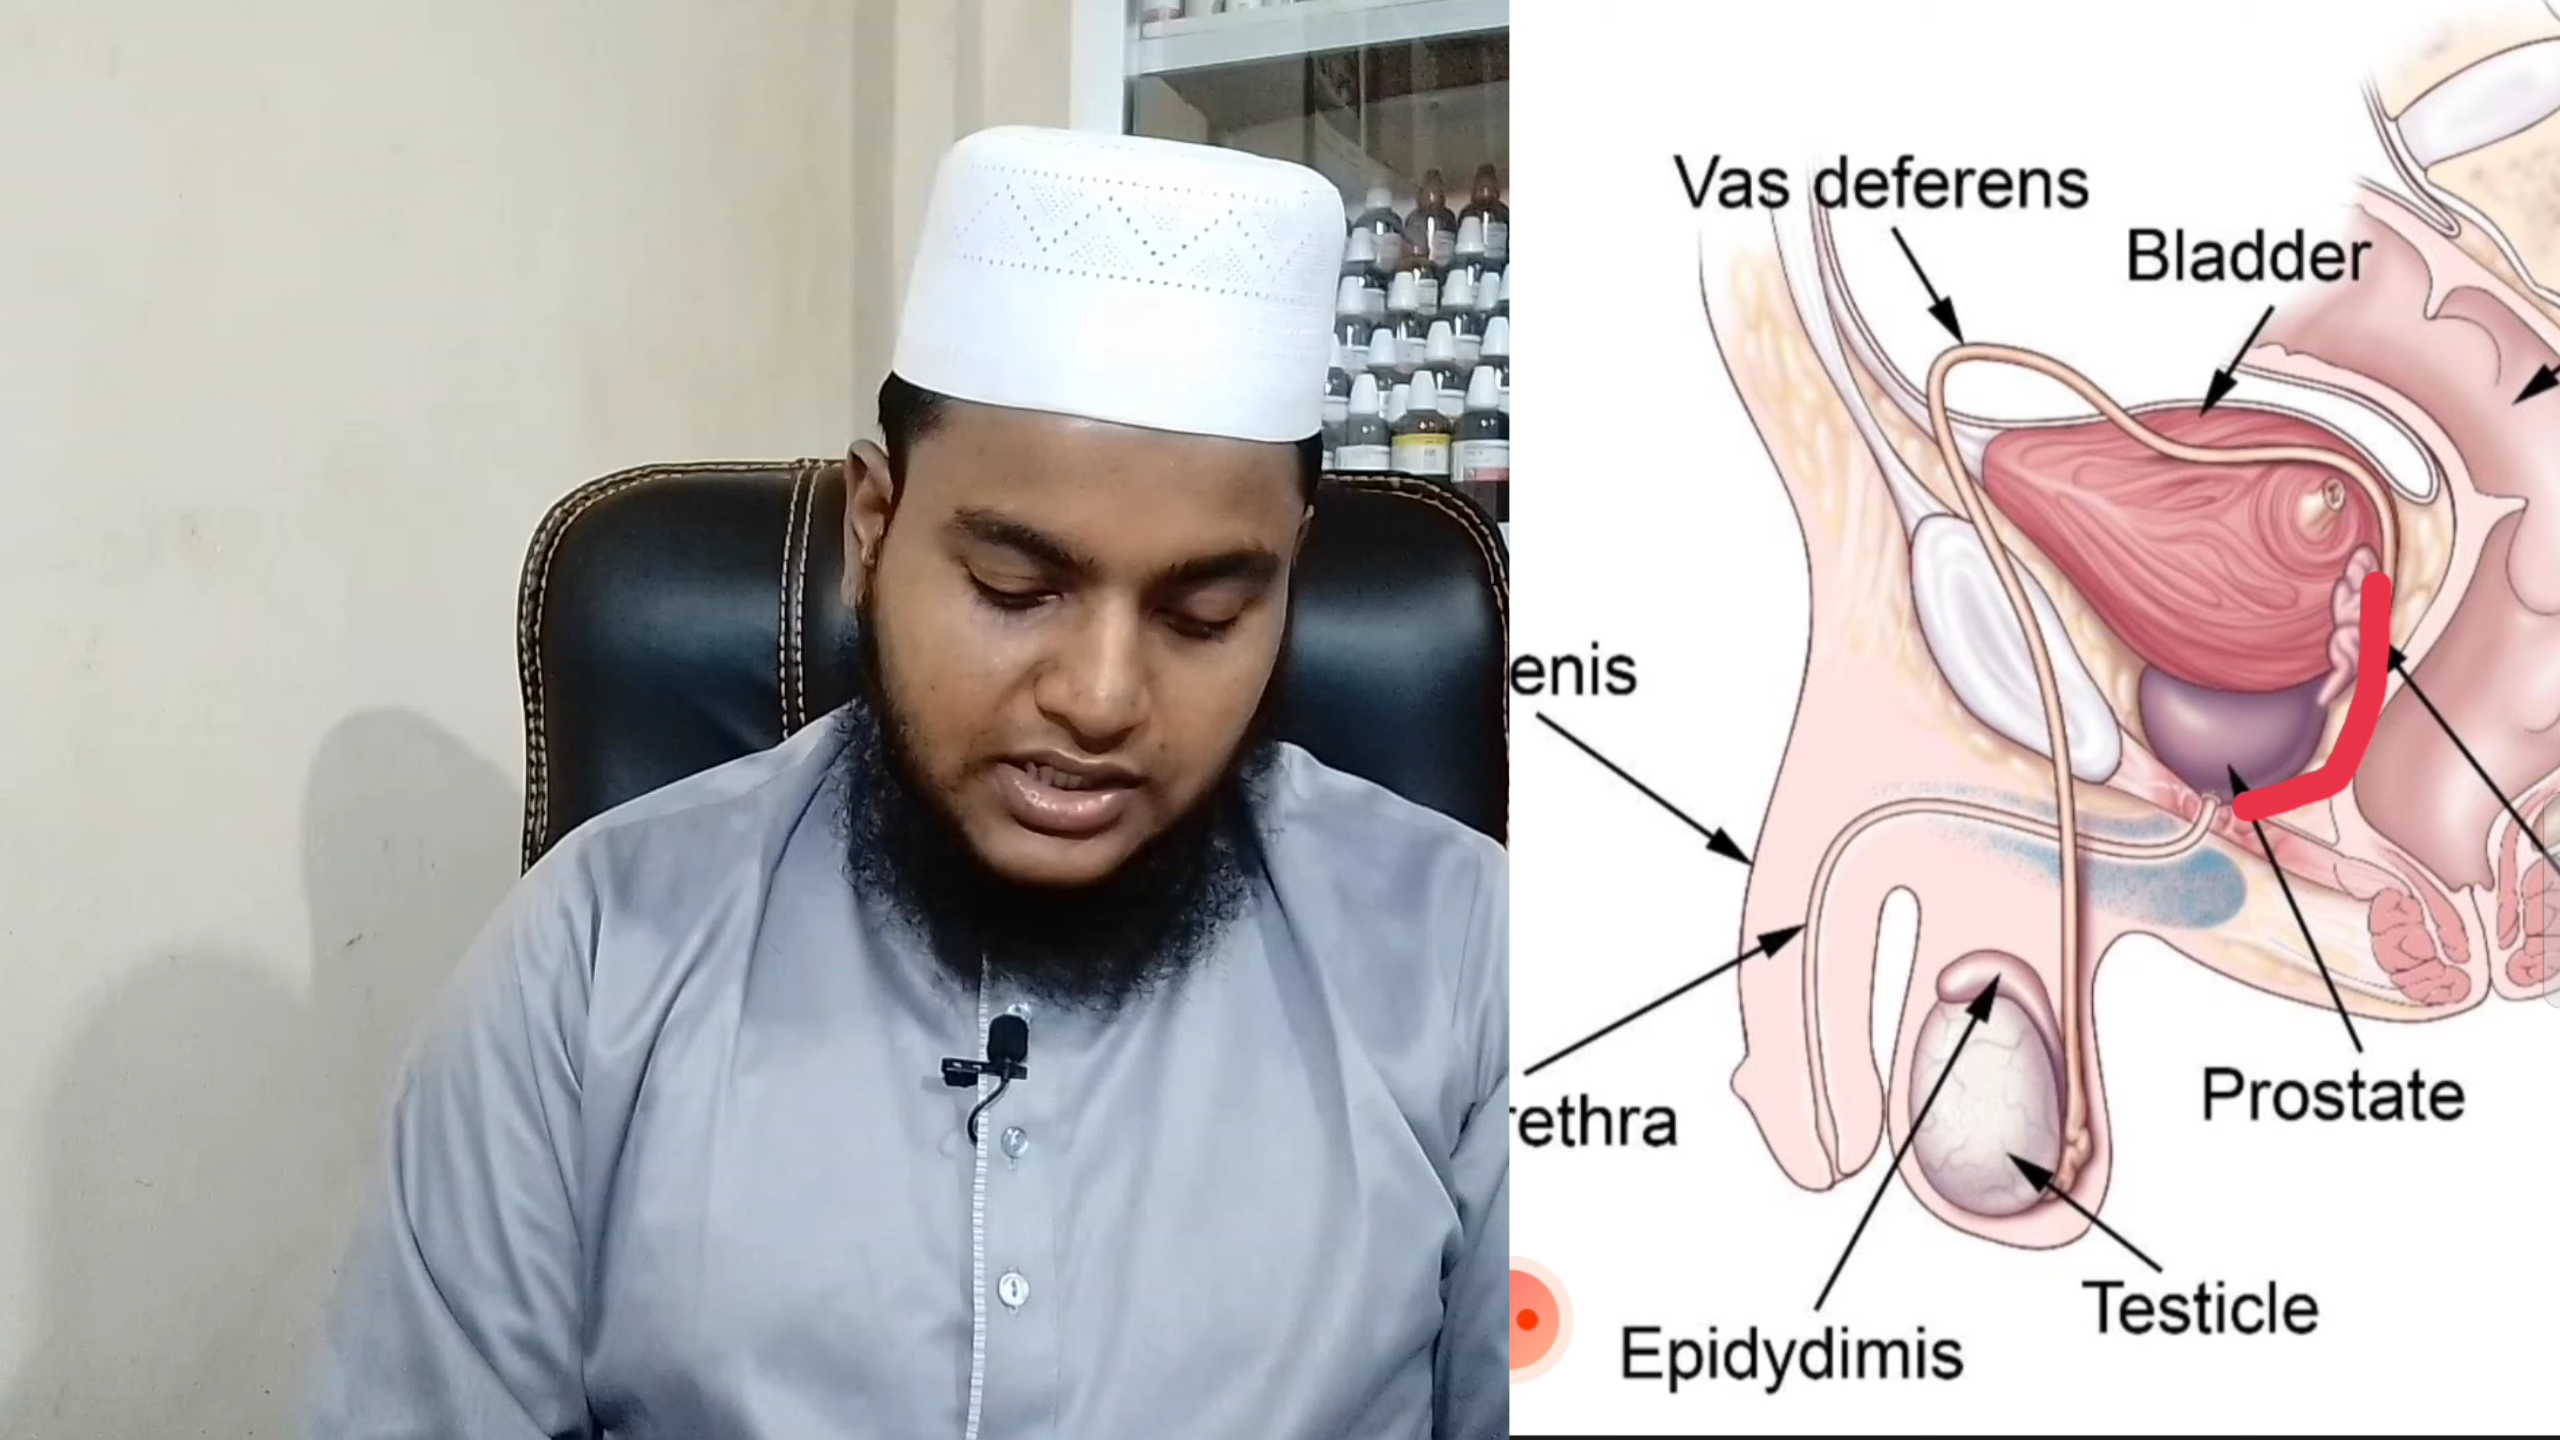 Vas deferens
Bladder
enis
Prostate
rethra
Testicle
Epidydimis